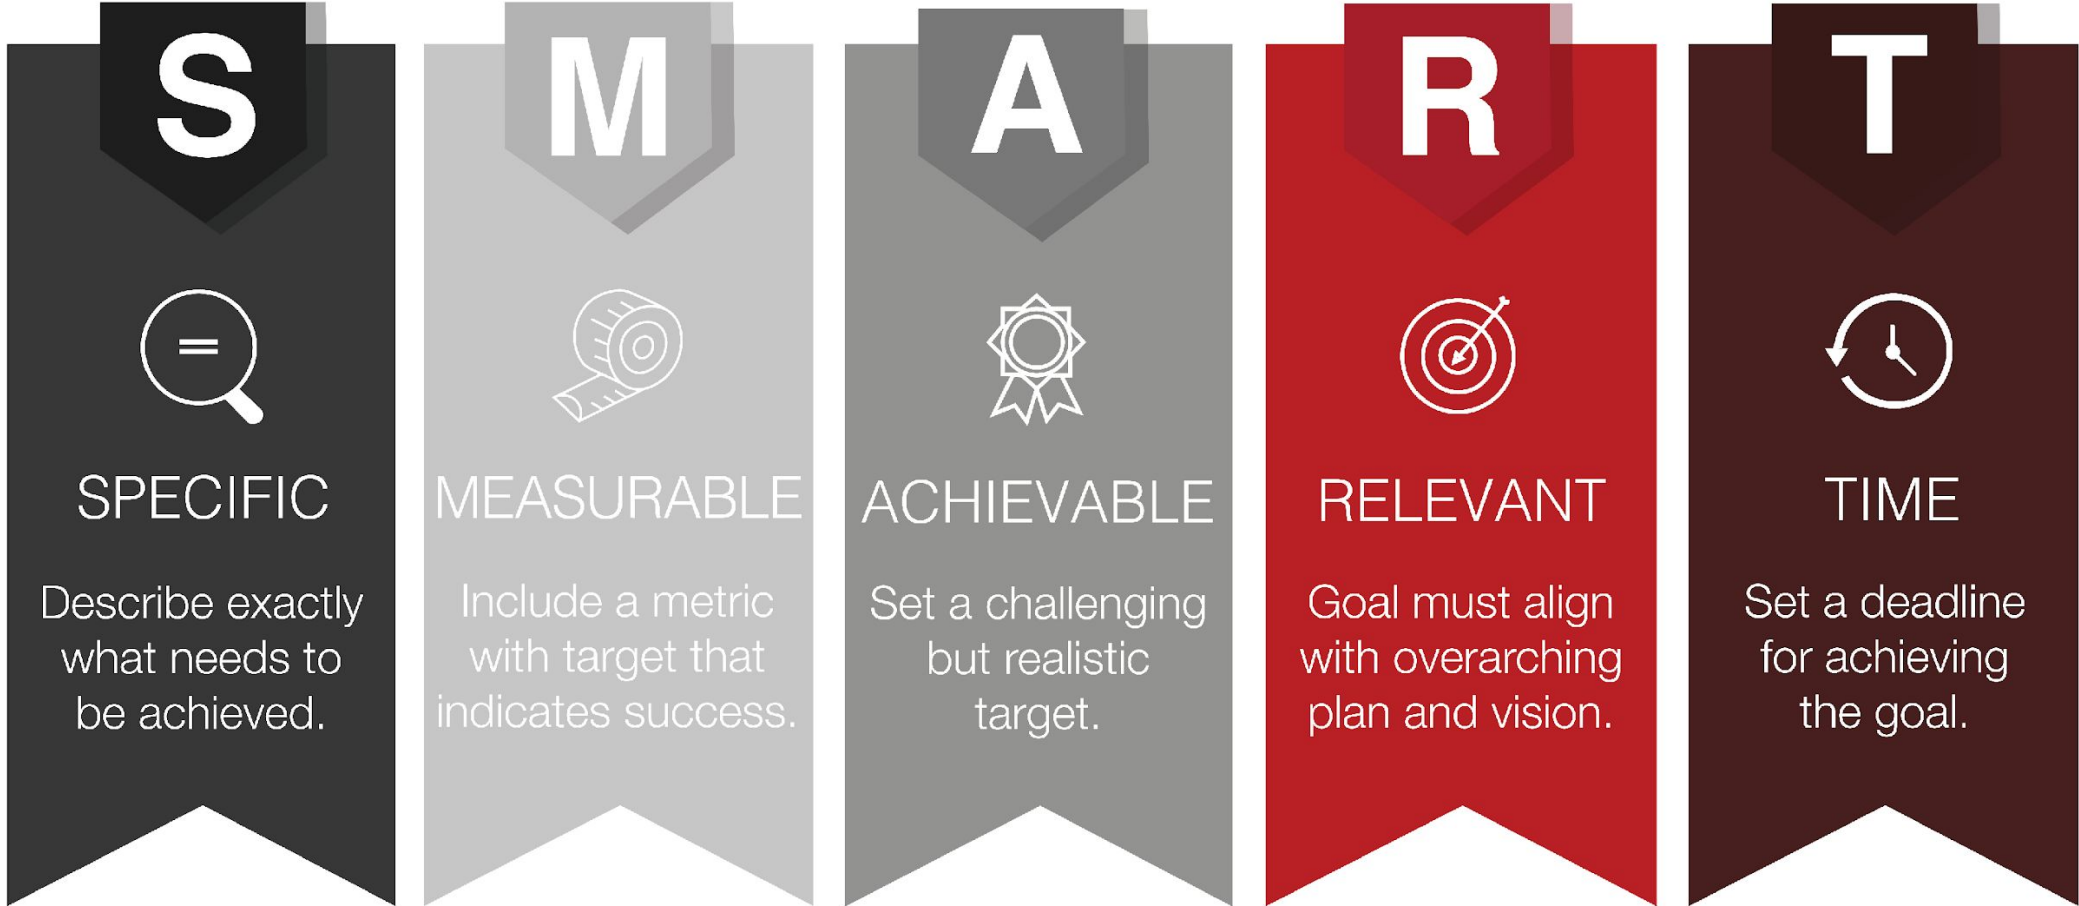 S
SPECIFIC
Describe exactly
what needs to
be achieved.
M
MEASURABLE
Include a metric
with target that
indicates success.
A
ACHIEVABLE
Set a challenging
but realistic
target.
R
RELEVANT
Goal must align
with overarching
plan and vision.
T
TIME
Set a deadline
for achieving
the goal.